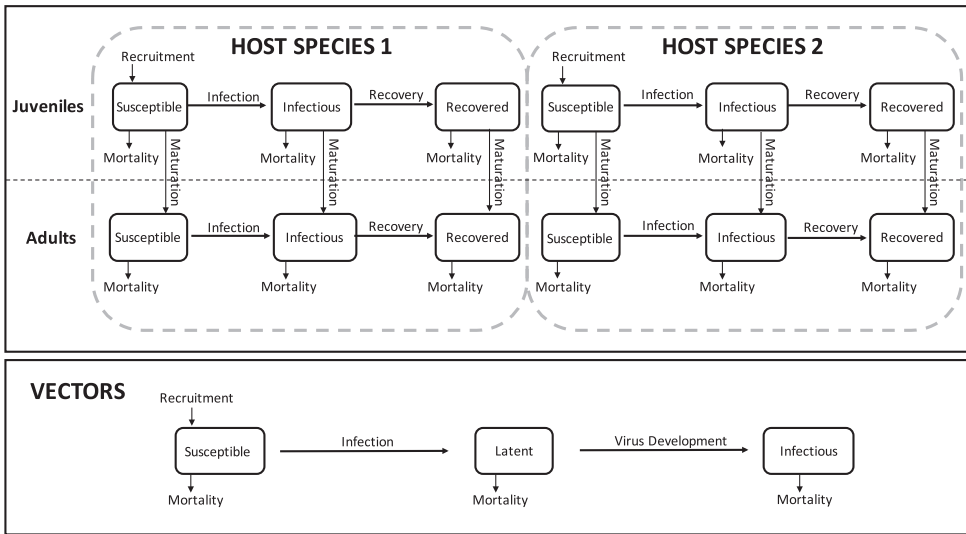 HOST SPECIES 1
HOST SPECIES 2
Recruitment
Recruitment
Juveniles
Susceptible
Infection
Infectious
Recovery
Recovered
Susceptible
Infection
Infectious
Recovery
Recovered
Mortality
Maturation
Mortality
Maturation
Mortality
Maturation
Mortality
Maturation
Mortality
Maturation
Mortality
Maturation
Adults
Susceptible
Infection
Infectious
Recovery
Recovered
Susceptible
Infection
Infectious
Recovery
Recovered
Mortality
Mortality
Mortality
Mortality
Mortality
Mortality
VECTORS
Recruitment
Susceptible
Infection
Latent
Virus Development
Infectious
Mortality
Mortality
Mortality